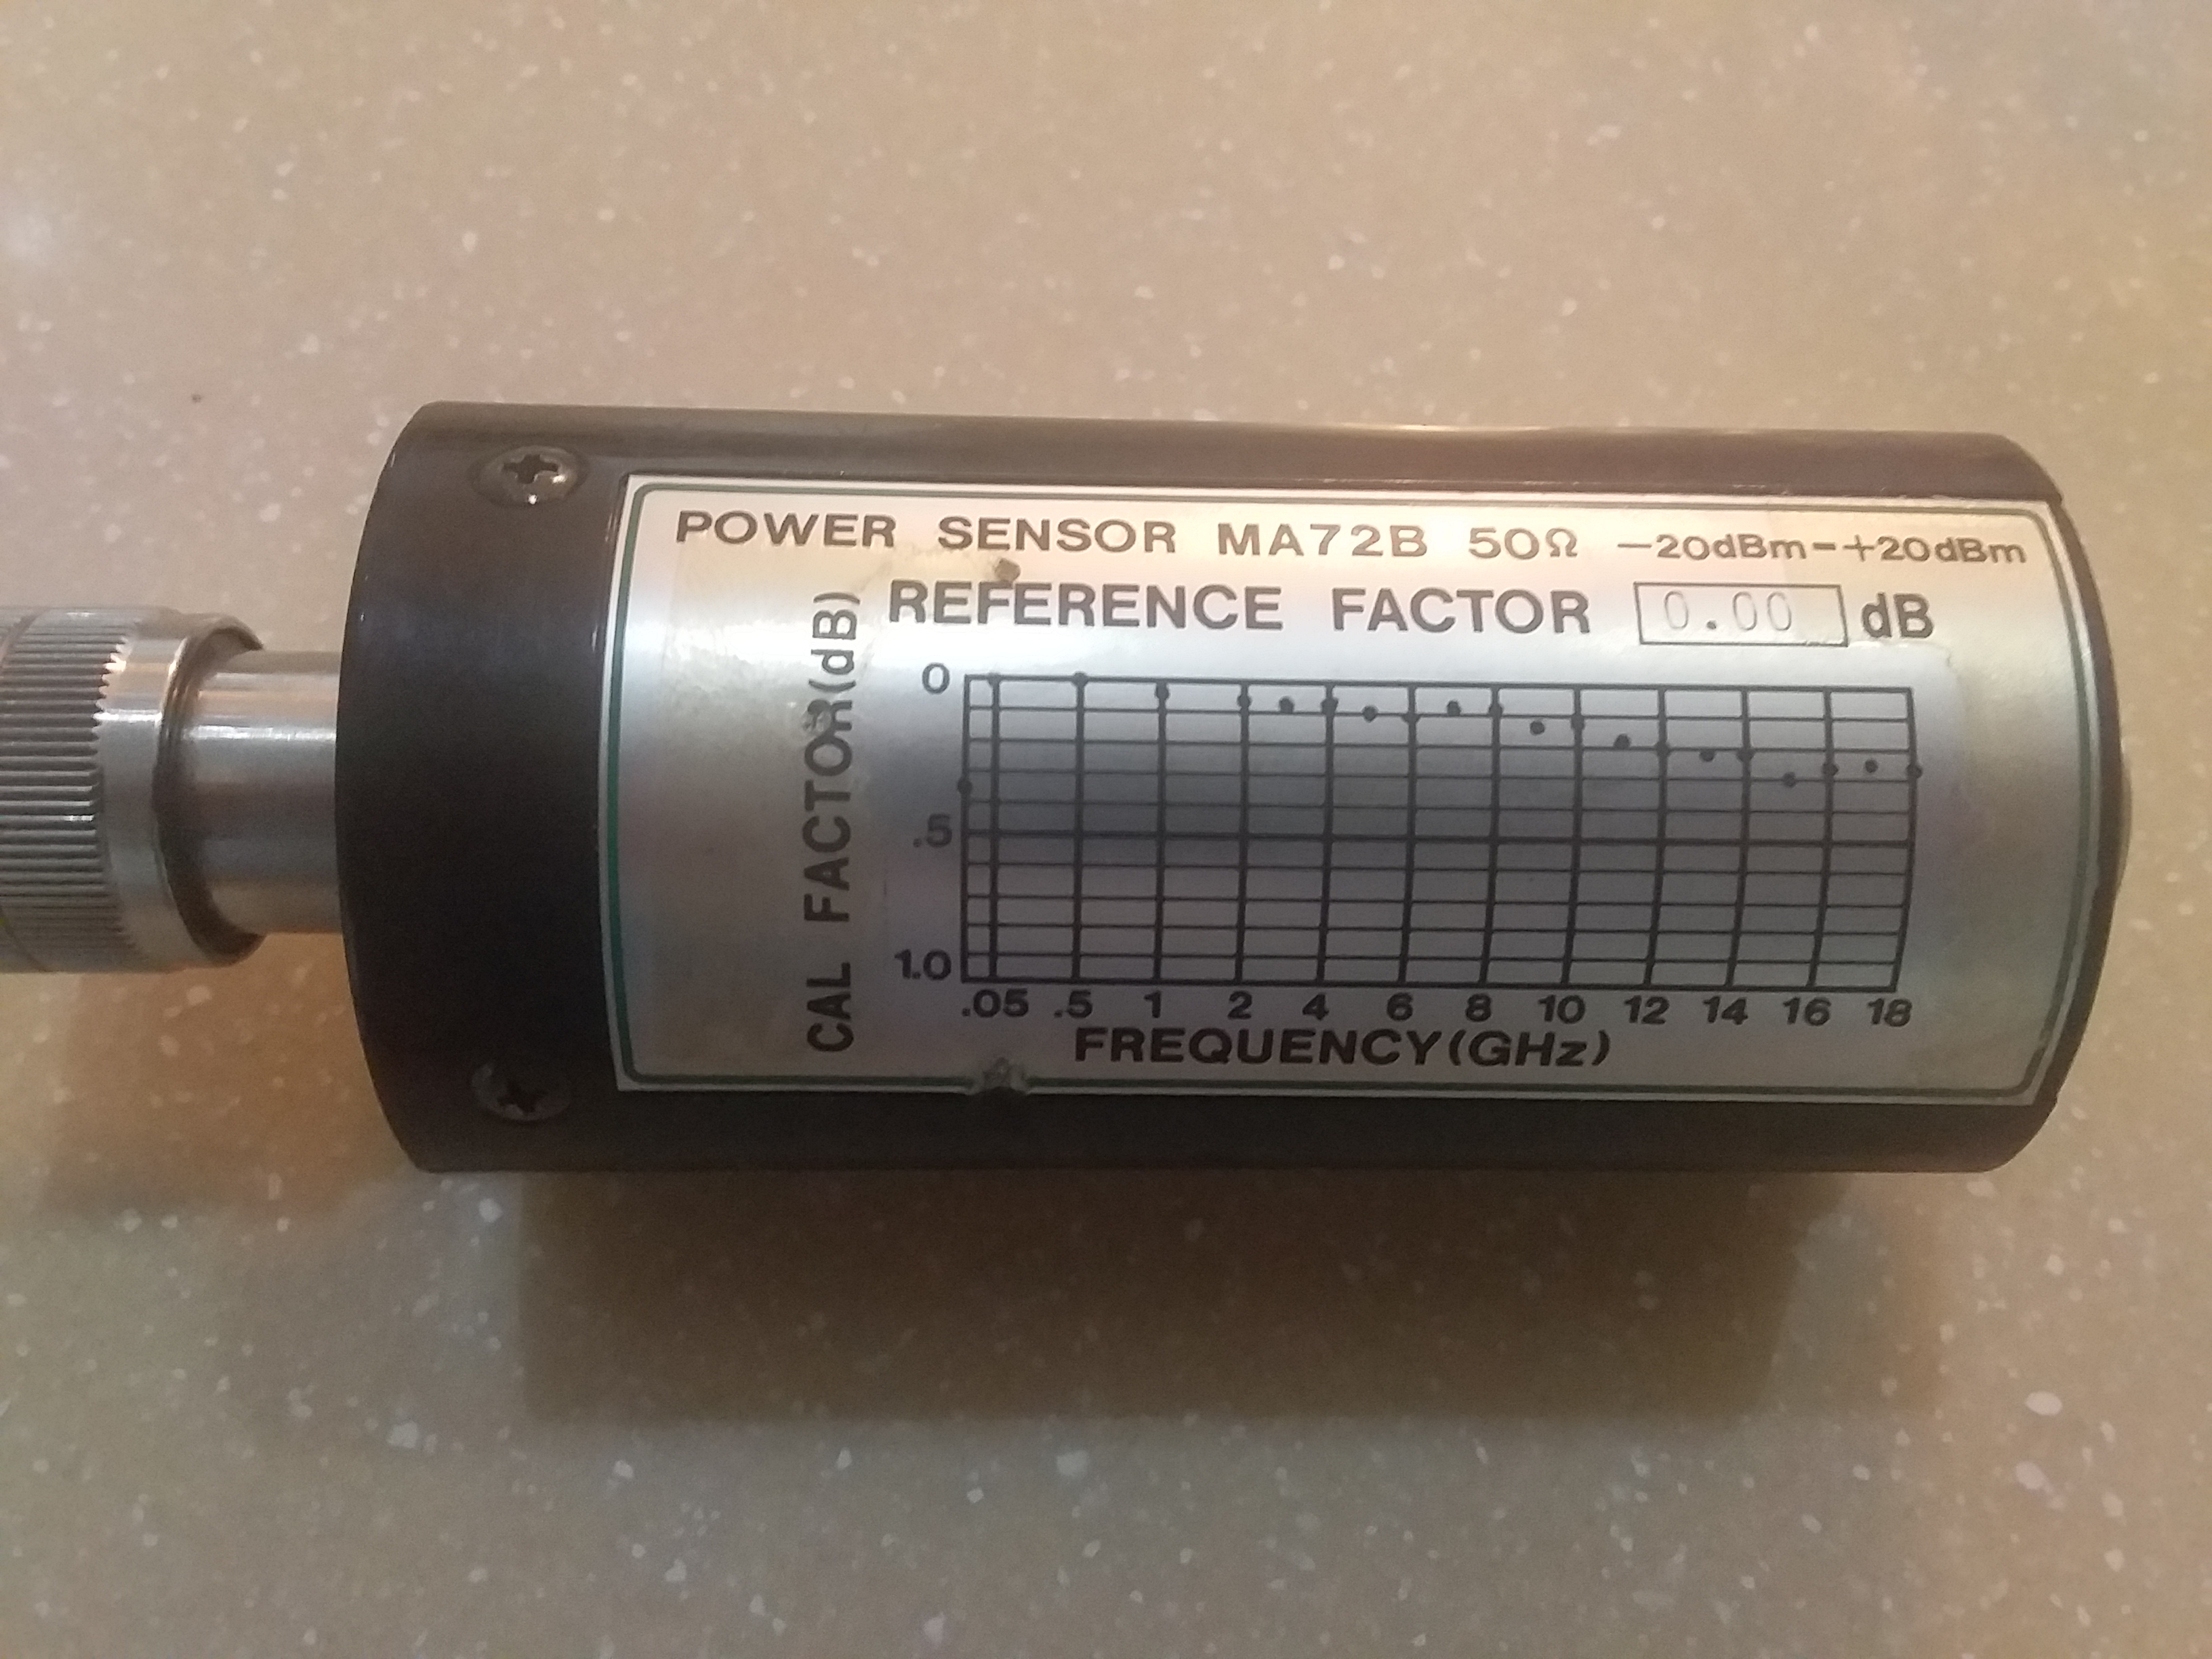 POWER SENSOR MA72B 50Ω −20dBm-+20dBm
REFERENCE FACTOR 0.00 dB
CAL FACTOR(dB)
0
.5
1.0
.05 .5 1 2 4 6 8 10 12 14 16 18
FREQUENCY(GHz)